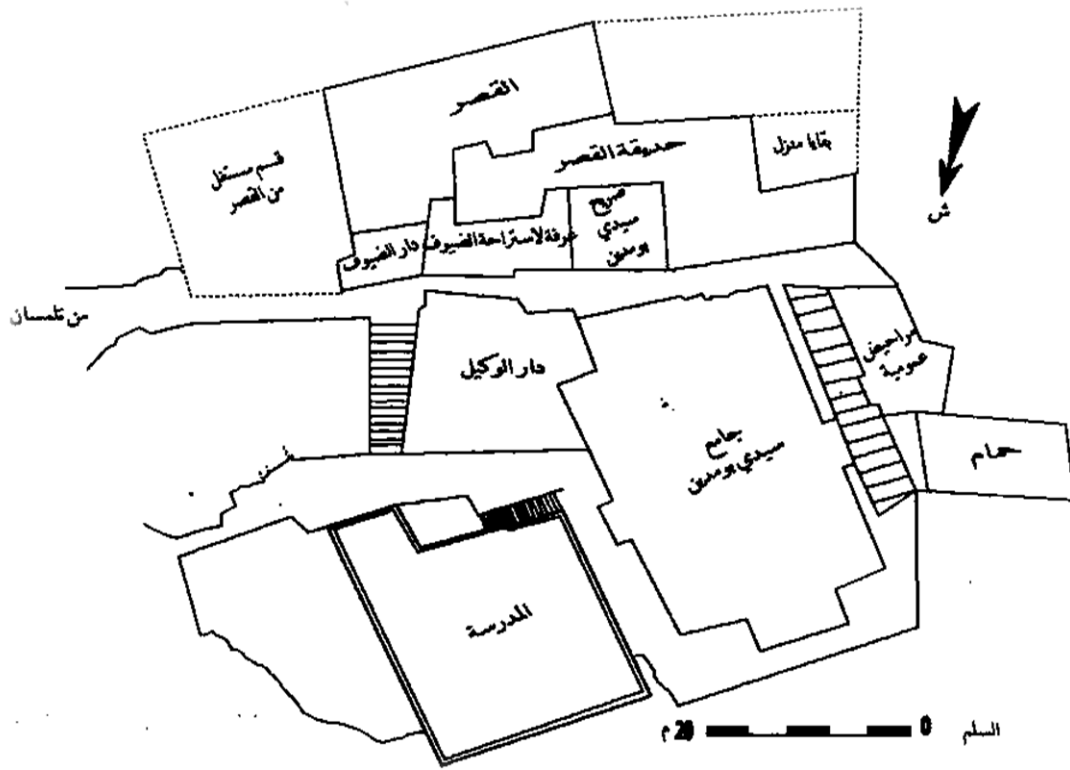 القصر
حديقة القصر
بقايا منزل
قسم مستغل
من القصر
ضريح
سيدي
بومدين
غرفة لاستراحة الضيوف
دار الضيوف
ش
من تلمسان
دار الوكيل
مراحيض
عمومية
جامع
سيدي بومدين
حمام
المدرسة
السلم
0
20 م